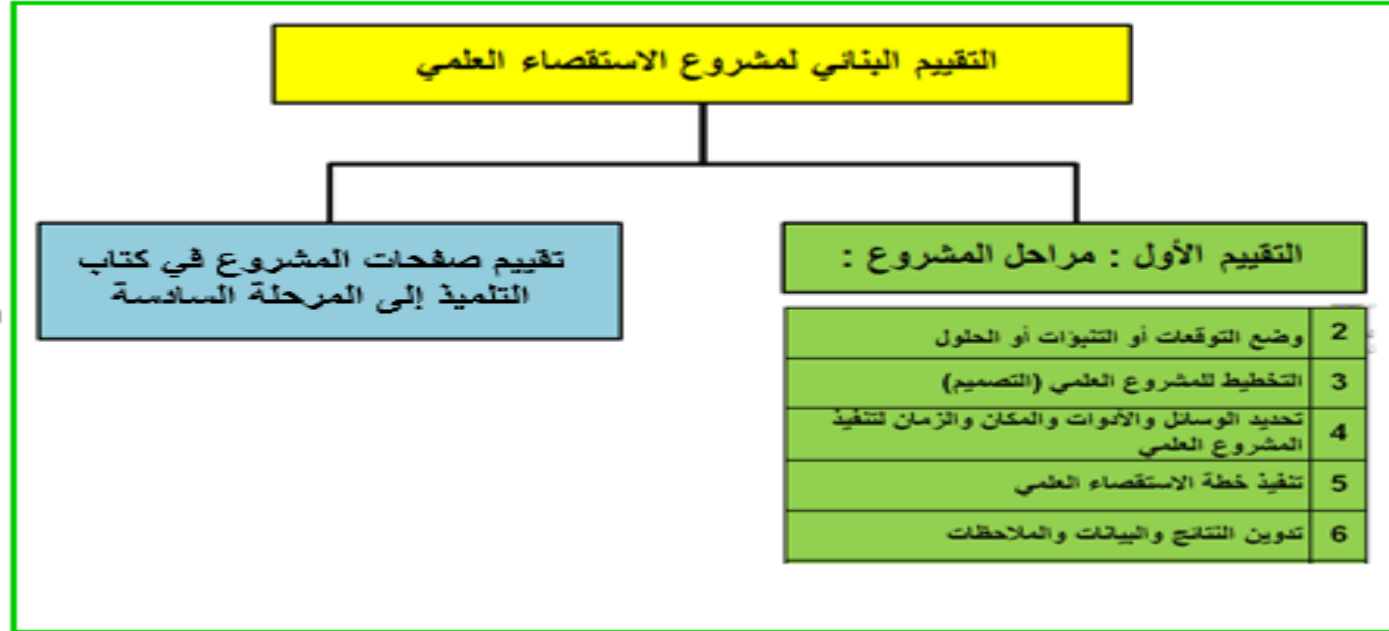 التقييم البنائي لمشروع الاستقصاء العلمي
التقييم الأول : مراحل المشروع :
2 وضع التوقعات أو التنبؤات أو الحلول
3 التخطيط للمشروع العلمي (التصميم)
4 تحديد الوسائل والأدوات والمكان والزمان لتنفيذ
المشروع العلمي
5 تنفيذ خطة الاستقصاء العلمي
6 تدوين النتائج والبيانات والملاحظات
تقييم صفحات المشروع في كتاب
التلميذ إلى المرحلة السادسة